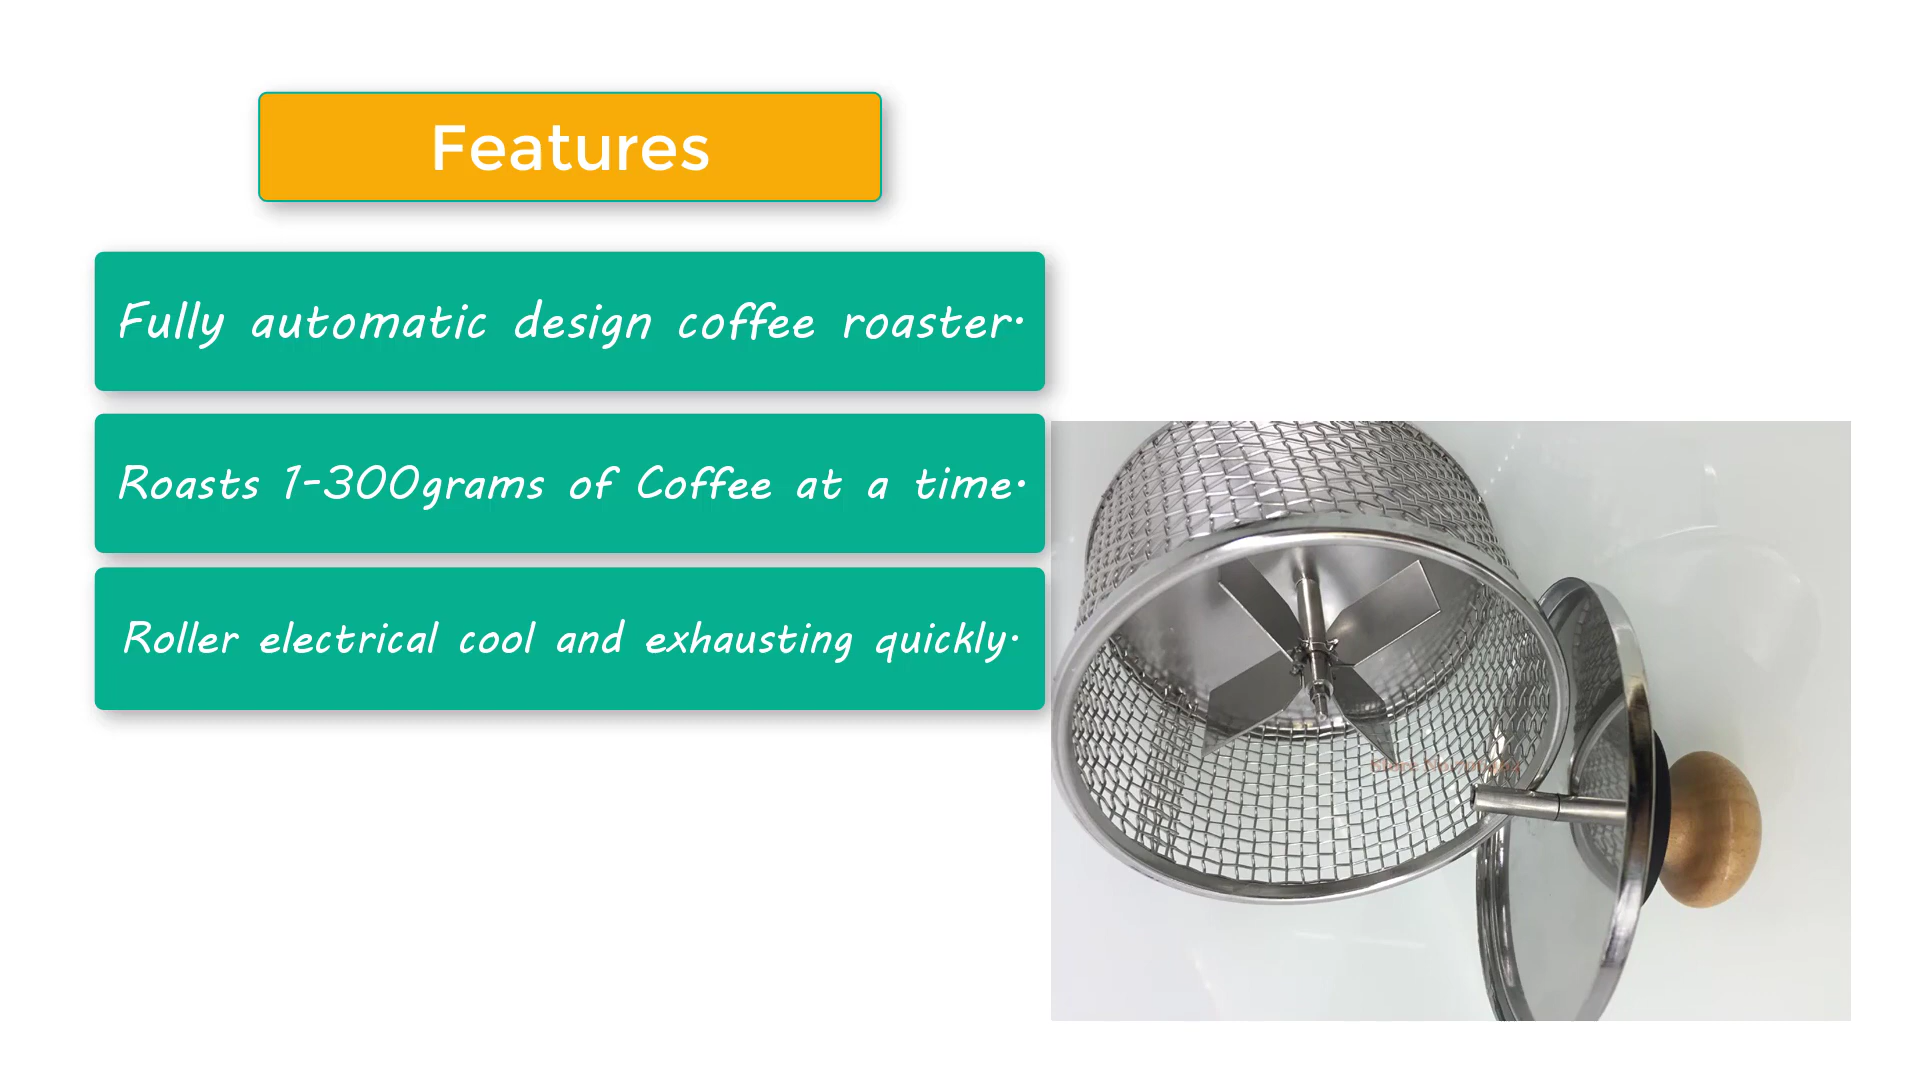 Features
Fully automatic design coffee roaster.
Roasts 1-300grams of Coffee at a time.
Roller electrical cool and exhausting quickly.